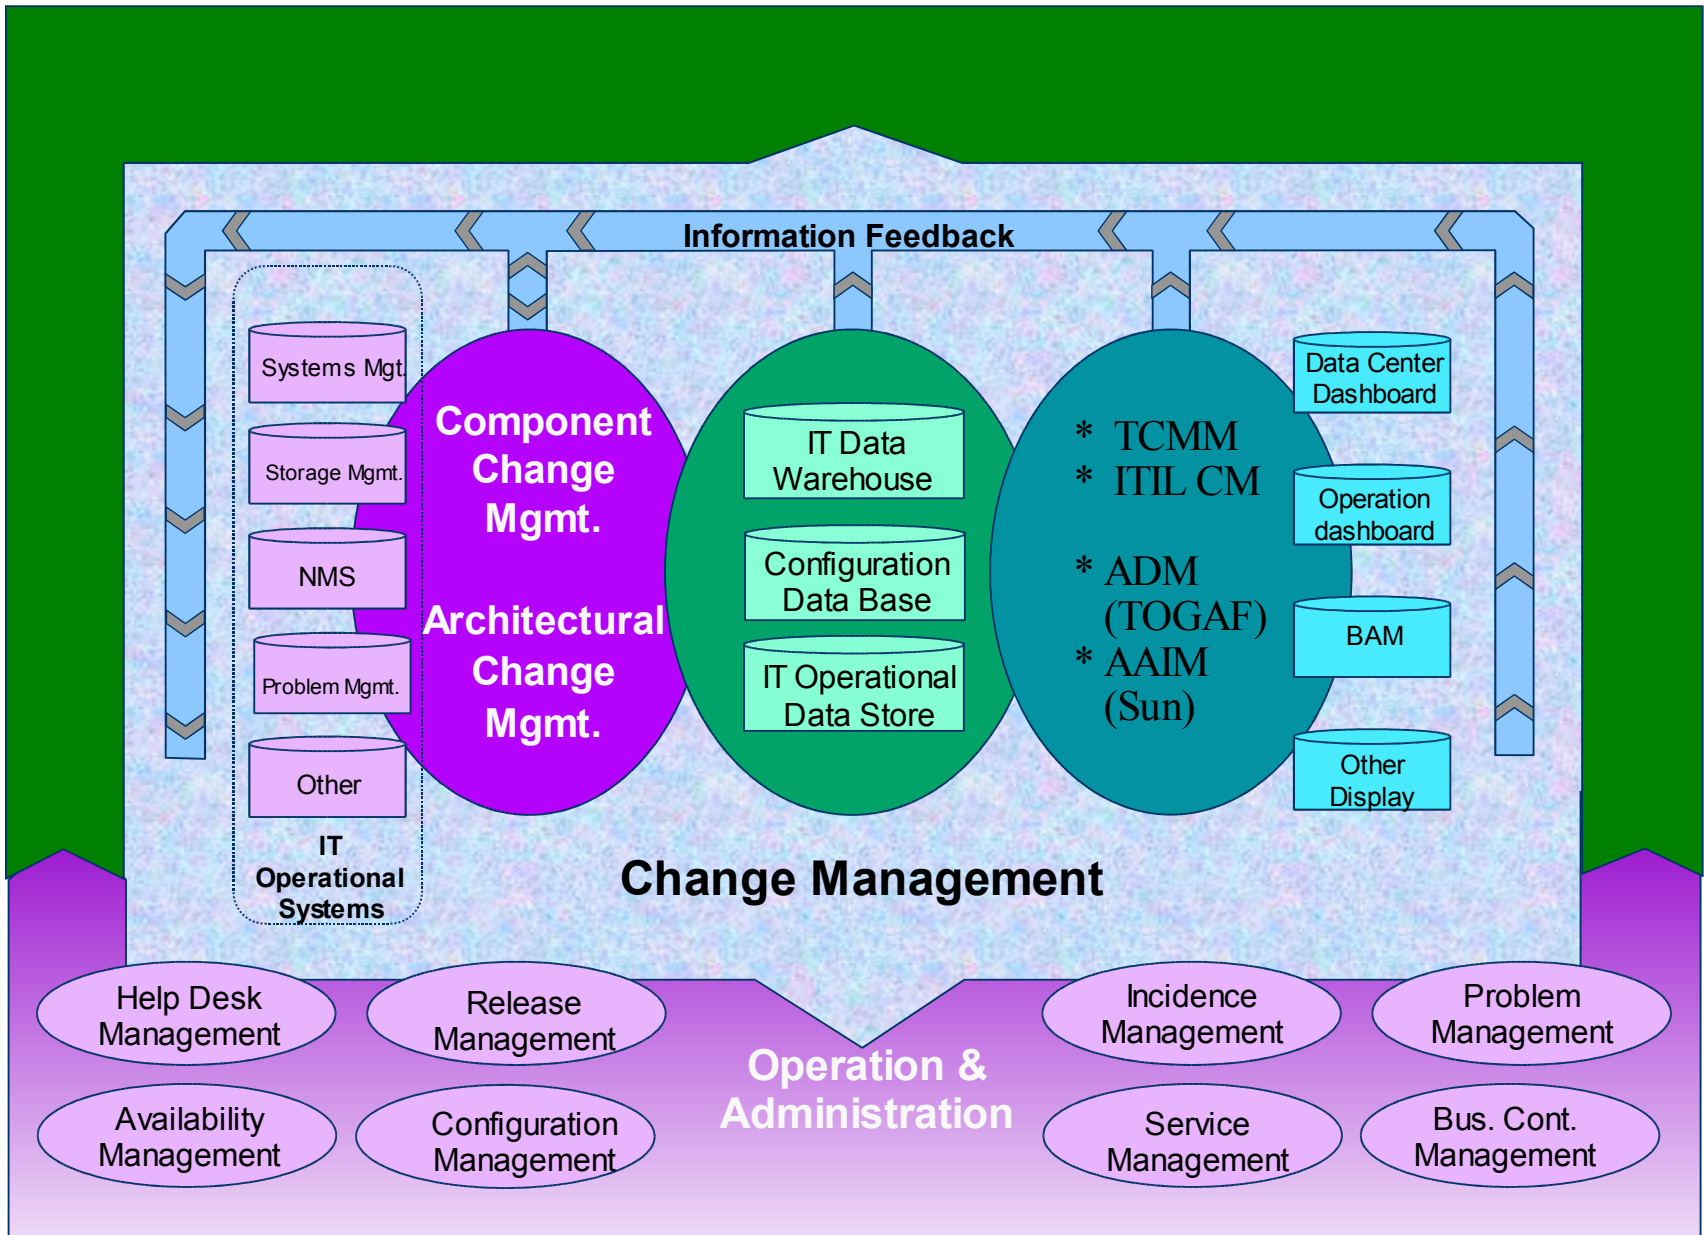 Information Feedback
Systems Mgt.
Storage Mgmt.
NMS
Problem Mgmt.
Other
IT
Operational
Systems
Component
Change
Mgmt.
Architectural
Change
Mgmt.
IT Data
Warehouse
Configuration
Data Base
IT Operational
Data Store
* TCMM
* ITIL CM
* ADM
(TOGAF)
* AAIM
(Sun)
Data Center
Dashboard
Operation
dashboard
BAM
Other
Display
Change Management
Help Desk
Management
Release
Management
Incidence
Management
Problem
Management
Operation &
Administration
Availability
Management
Configuration
Management
Service
Management
Bus. Cont.
Management